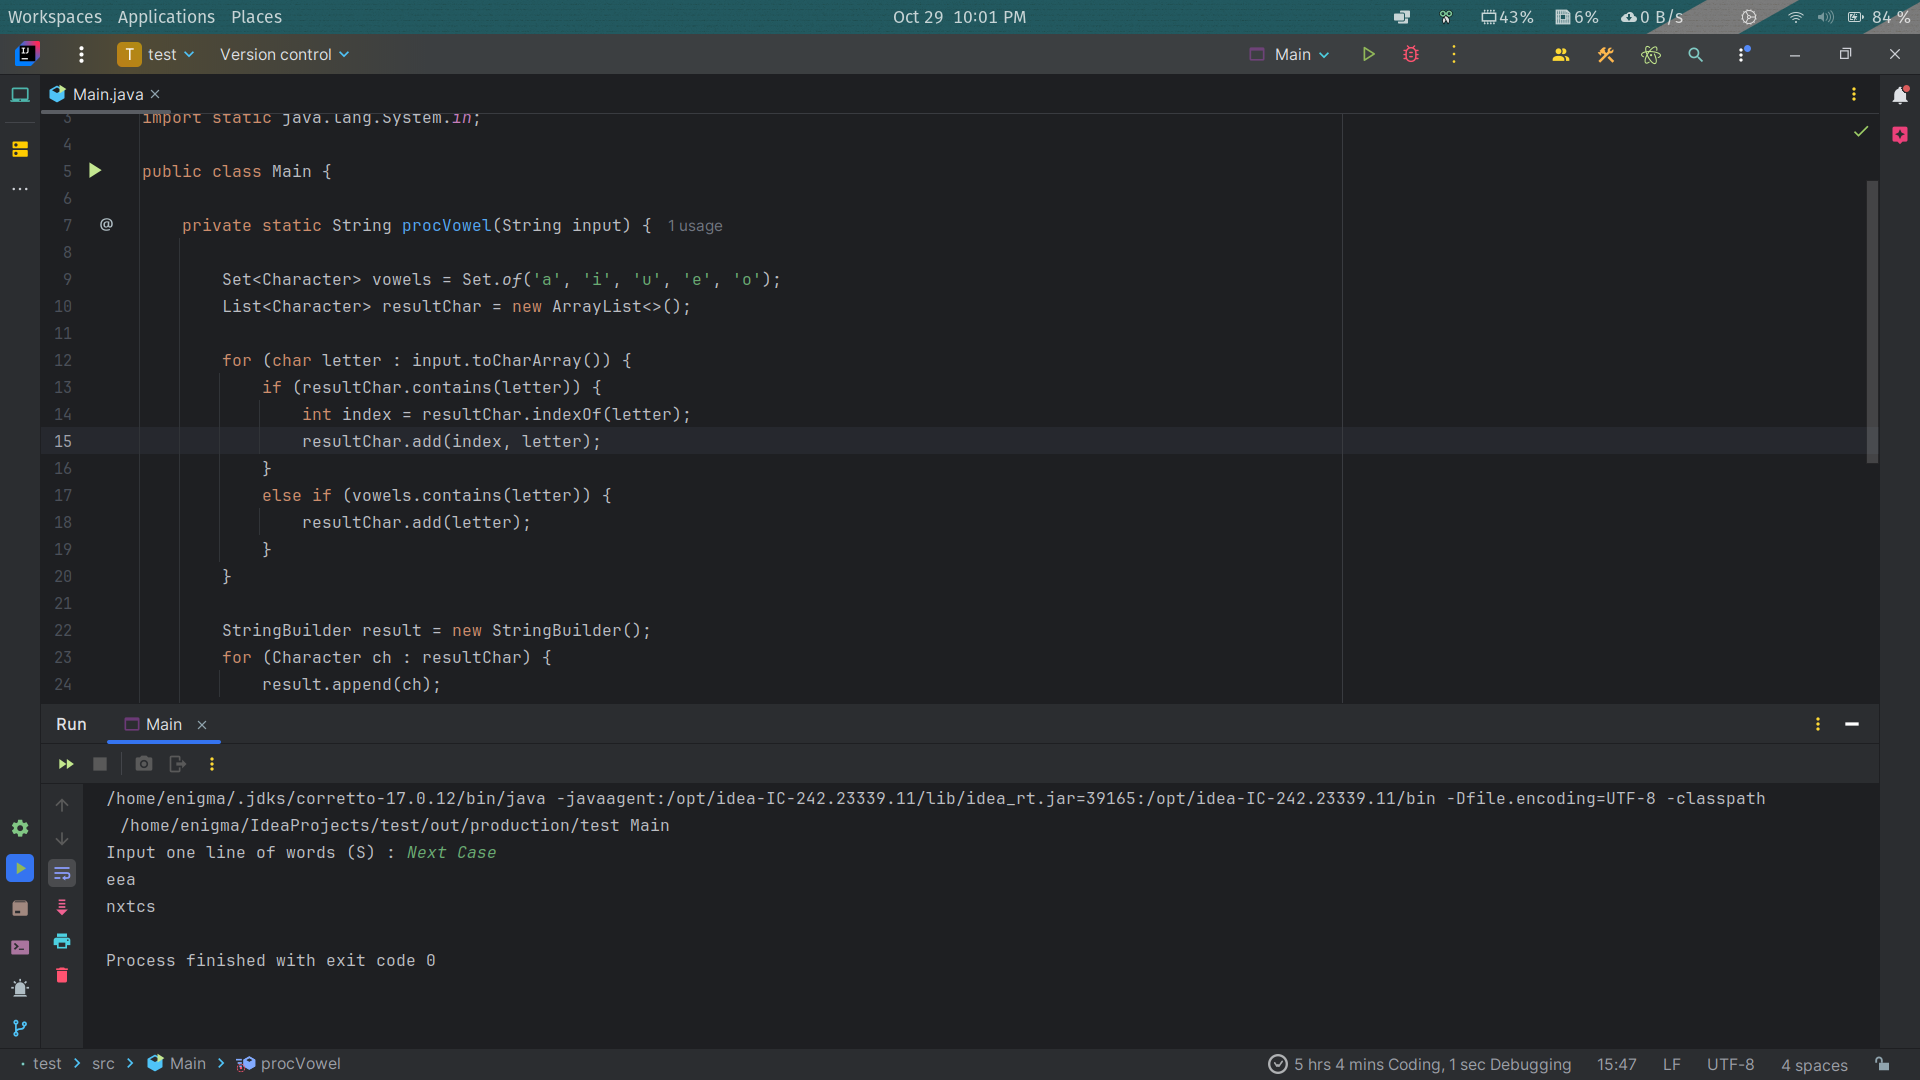 Workspaces Applications Places Oct 29 10:01 PM 43% 6% 0 B/s 84 %
T test Version control Main
Main.java
3 import static java.lang.System.in;
4
5 public class Main {
6
7 @ private static String procVowel(String input) { 1 usage
8
9 Set<Character> vowels = Set.of('a', 'i', 'u', 'e', 'o');
10 List<Character> resultChar = new ArrayList<>();
11
12 for (char letter : input.toCharArray()) {
13 if (resultChar.contains(letter)) {
14 int index = resultChar.indexOf(letter);
15 resultChar.add(index, letter);
16 }
17 else if (vowels.contains(letter)) {
18 resultChar.add(letter);
19 }
20 }
21
22 StringBuilder result = new StringBuilder();
23 for (Character ch : resultChar) {
24 result.append(ch);
Run Main
/home/enigma/.jdks/corretto-17.0.12/bin/java -javaagent:/opt/idea-IC-242.23339.11/lib/idea_rt.jar=39165:/opt/idea-IC-242.23339.11/bin -Dfile.encoding=UTF-8 -classpath
/home/enigma/IdeaProjects/test/out/production/test Main
Input one line of words (S) : Next Case
eea
nxtcs
Process finished with exit code 0
test src Main procVowel 5 hrs 4 mins Coding, 1 sec Debugging 15:47 LF UTF-8 4 spaces